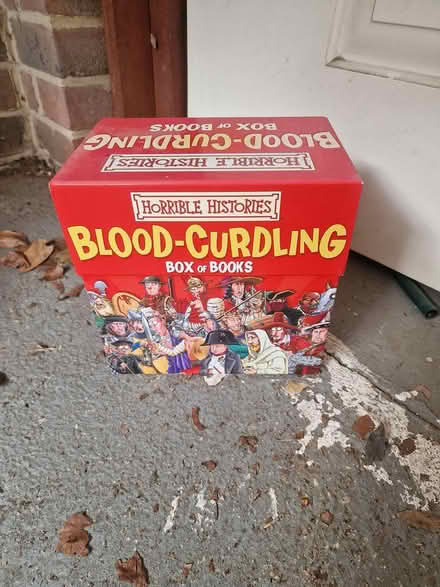 BLOOD-CURDLING
BOX OF BOOKS
HORRIBLE HISTORIES
HORRIBLE HISTORIES
BLOOD-CURDLING
BOX OF BOOKS